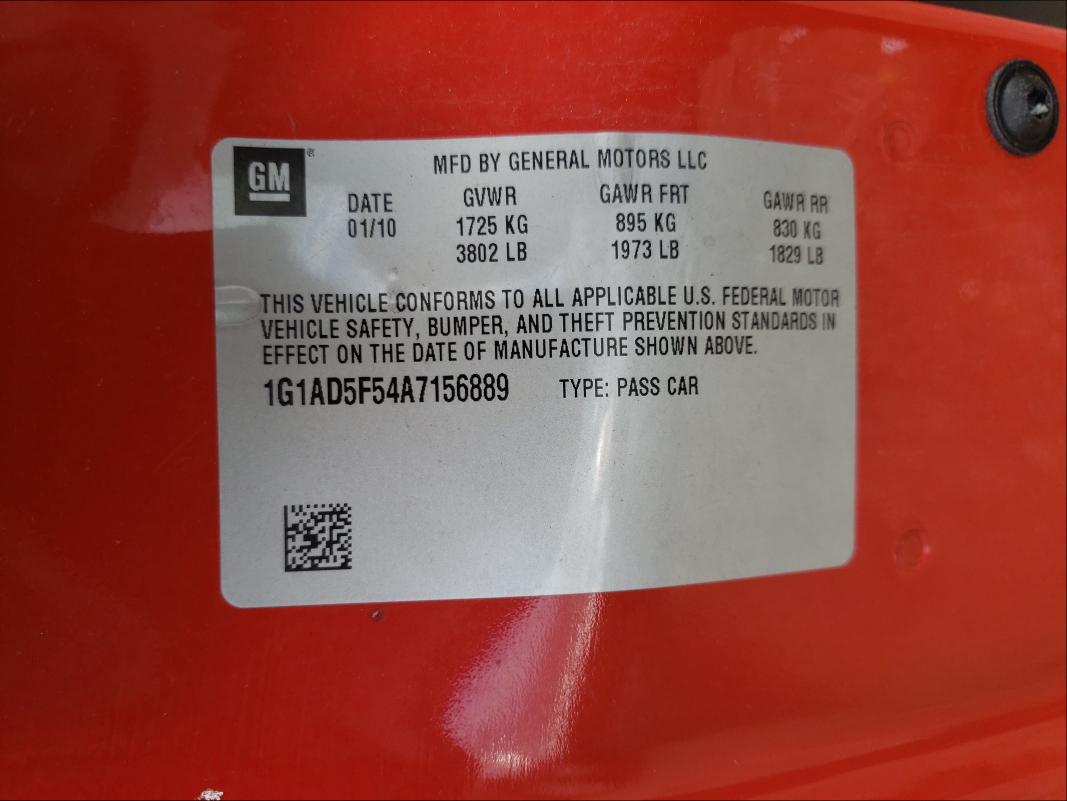 GM® MFD BY GENERAL MOTORS LLC
DATE GVWR GAWR FRT GAWR RR
01/10 1725 KG 895 KG 830 KG
3802 LB 1973 LB 1829 LB
THIS VEHICLE CONFORMS TO ALL APPLICABLE U.S. FEDERAL MOTOR
VEHICLE SAFETY, BUMPER, AND THEFT PREVENTION STANDARDS IN
EFFECT ON THE DATE OF MANUFACTURE SHOWN ABOVE.
1G1AD5F54A7156889 TYPE: PASS CAR